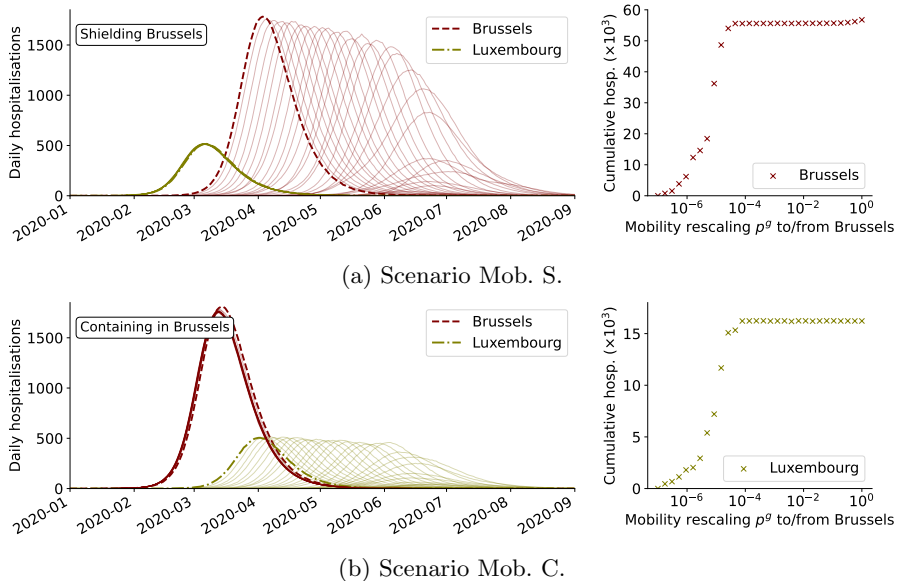 Shielding Brussels
Brussels
Luxembourg
Daily hospitalisations
1500
1000
500
0
2020-01
2020-02
2020-03
2020-04
2020-05
2020-06
2020-07
2020-08
2020-09
Cumulative hosp. (×10³)
60
50
40
30
20
10
0
Brussels
10⁻⁶
10⁻⁴
10⁻²
10⁰
Mobility rescaling pᵍ to/from Brussels
(a) Scenario Mob. S.
Containing in Brussels
Brussels
Luxembourg
Daily hospitalisations
1500
1000
500
0
2020-01
2020-02
2020-03
2020-04
2020-05
2020-06
2020-07
2020-08
2020-09
Cumulative hosp. (×10³)
15
10
5
0
Luxembourg
10⁻⁶
10⁻⁴
10⁻²
10⁰
Mobility rescaling pᵍ to/from Brussels
(b) Scenario Mob. C.